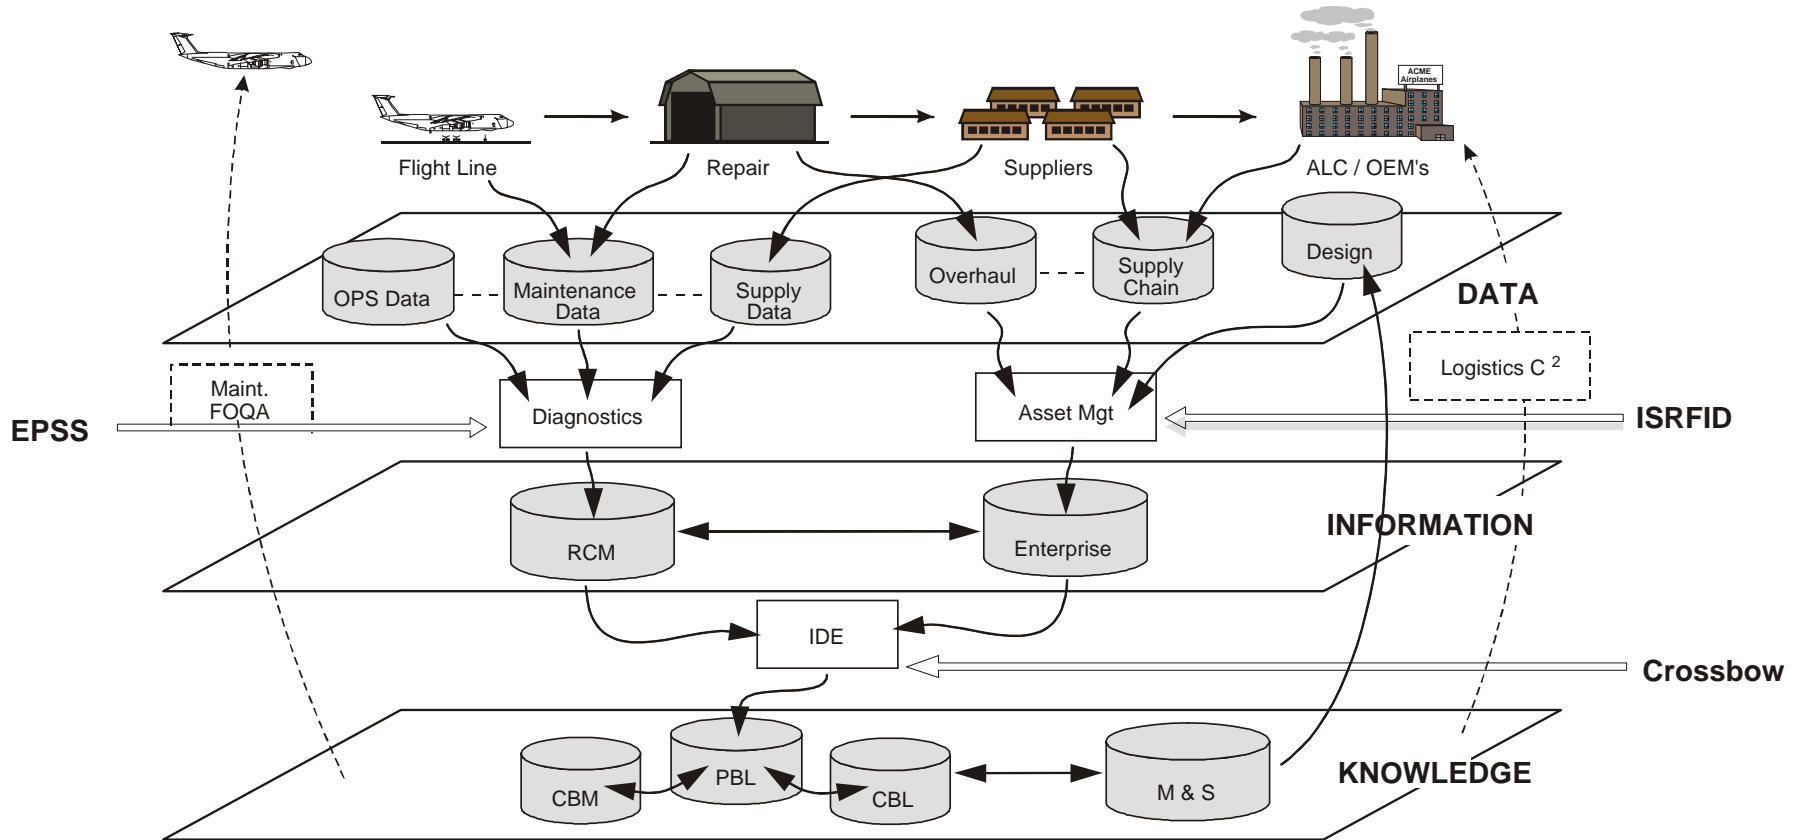 ACME
Airplanes
Flight Line
Repair
Suppliers
ALC / OEM's
OPS Data
Maintenance
Data
Supply
Data
Overhaul
Supply
Chain
Design
DATA
Maint.
FOQA
Logistics C 2
EPSS
Diagnostics
Asset Mgt
ISRFID
RCM
Enterprise
INFORMATION
IDE
Crossbow
CBM
PBL
CBL
M & S
KNOWLEDGE